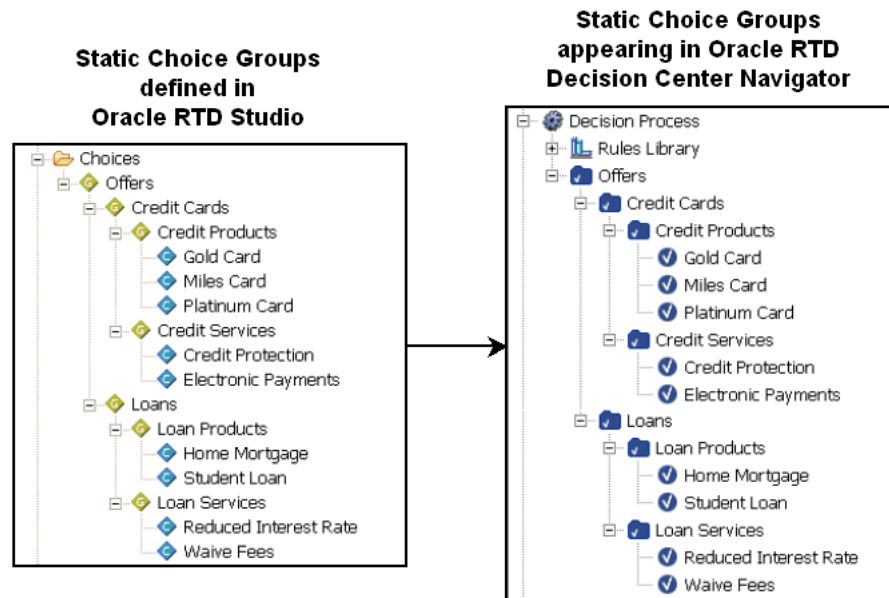 Static Choice Groups
defined in
Oracle RTD Studio
Choices
Offers
Credit Cards
Credit Products
Gold Card
Miles Card
Platinum Card
Credit Services
Credit Protection
Electronic Payments
Loans
Loan Products
Home Mortgage
Student Loan
Loan Services
Reduced Interest Rate
Waive Fees
Static Choice Groups
appearing in Oracle RTD
Decision Center Navigator
Decision Process
Rules Library
Offers
Credit Cards
Credit Products
Gold Card
Miles Card
Platinum Card
Credit Services
Credit Protection
Electronic Payments
Loans
Loan Products
Home Mortgage
Student Loan
Loan Services
Reduced Interest Rate
Waive Fees